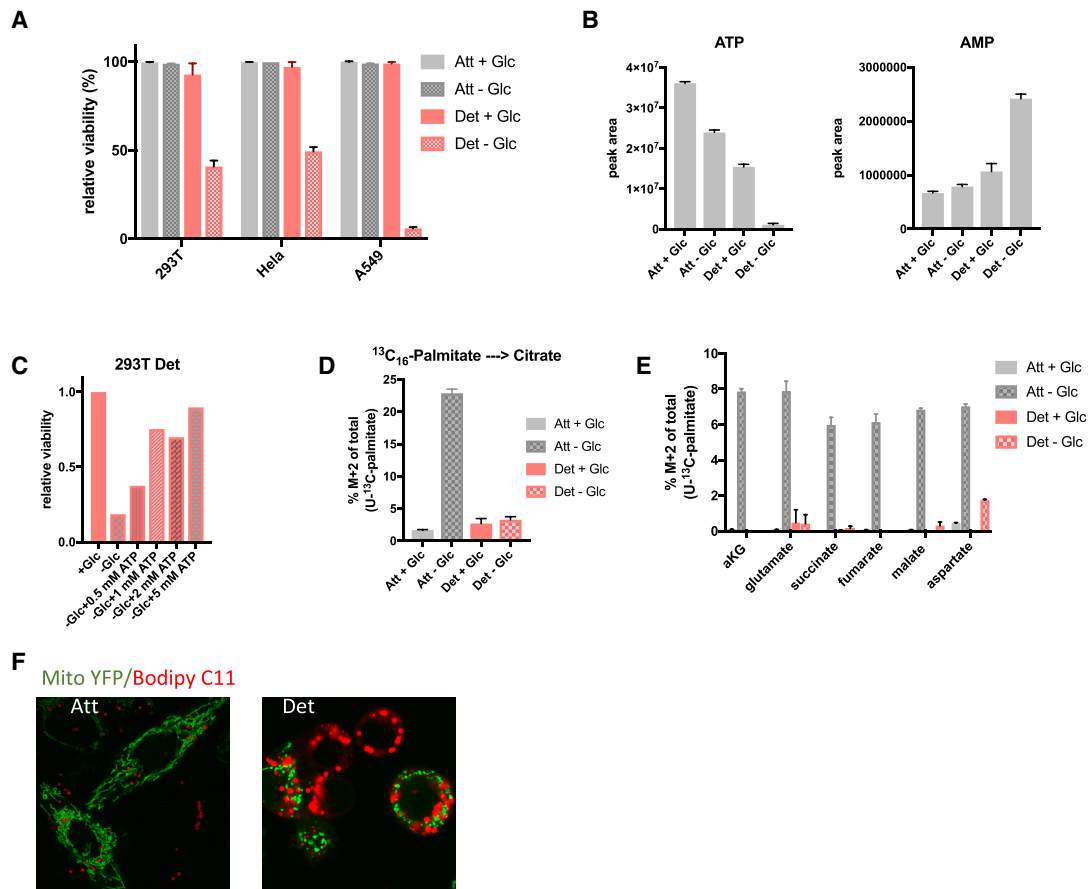 A
relative viability (%)
100
50
0
293T
Hela
A549
Att + Glc
Att - Glc
Det + Glc
Det - Glc
B
ATP
peak area
4×10⁷
3×10⁷
2×10⁷
1×10⁷
0
Att + Glc
Att - Glc
Det + Glc
Det - Glc
AMP
peak area
3000000
2000000
1000000
0
Att + Glc
Att - Glc
Det + Glc
Det - Glc
C
293T Det
relative viability
1.0
0.5
0.0
+Glc
-Glc
-Glc+0.5 mM ATP
-Glc+1 mM ATP
-Glc+2 mM ATP
-Glc+5 mM ATP
D
¹³C₁₆-Palmitate ---> Citrate
% M+2 of total
(U-¹³C-palmitate)
25
20
15
10
5
0
Att + Glc
Att - Glc
Det + Glc
Det - Glc
Att + Glc
Att - Glc
Det + Glc
Det - Glc
E
% M+2 of total
(U-¹³C-palmitate)
10
8
6
4
2
0
aKG
glutamate
succinate
fumarate
malate
aspartate
Att + Glc
Att - Glc
Det + Glc
Det - Glc
F
Mito YFP/Bodipy C11
Att
Det